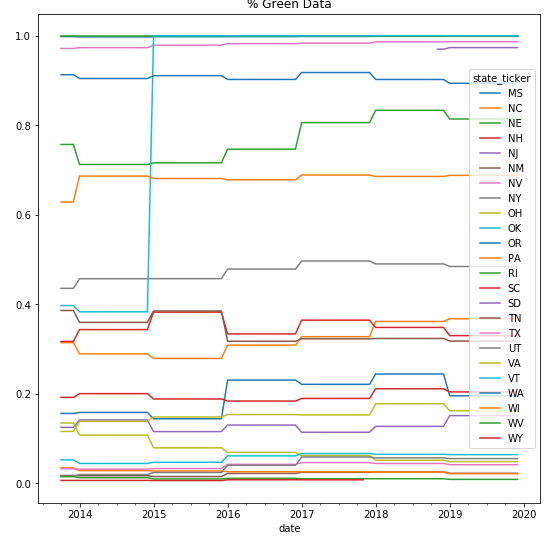 % Green Data
1.0
0.8
0.6
0.4
0.2
0.0
state_ticker
MS
NC
NE
NH
NJ
NM
NV
NY
OH
OK
OR
PA
RI
SC
SD
TN
TX
UT
VA
VT
WA
WI
WV
WY
2014 2015 2016 2017 2018 2019 2020
date